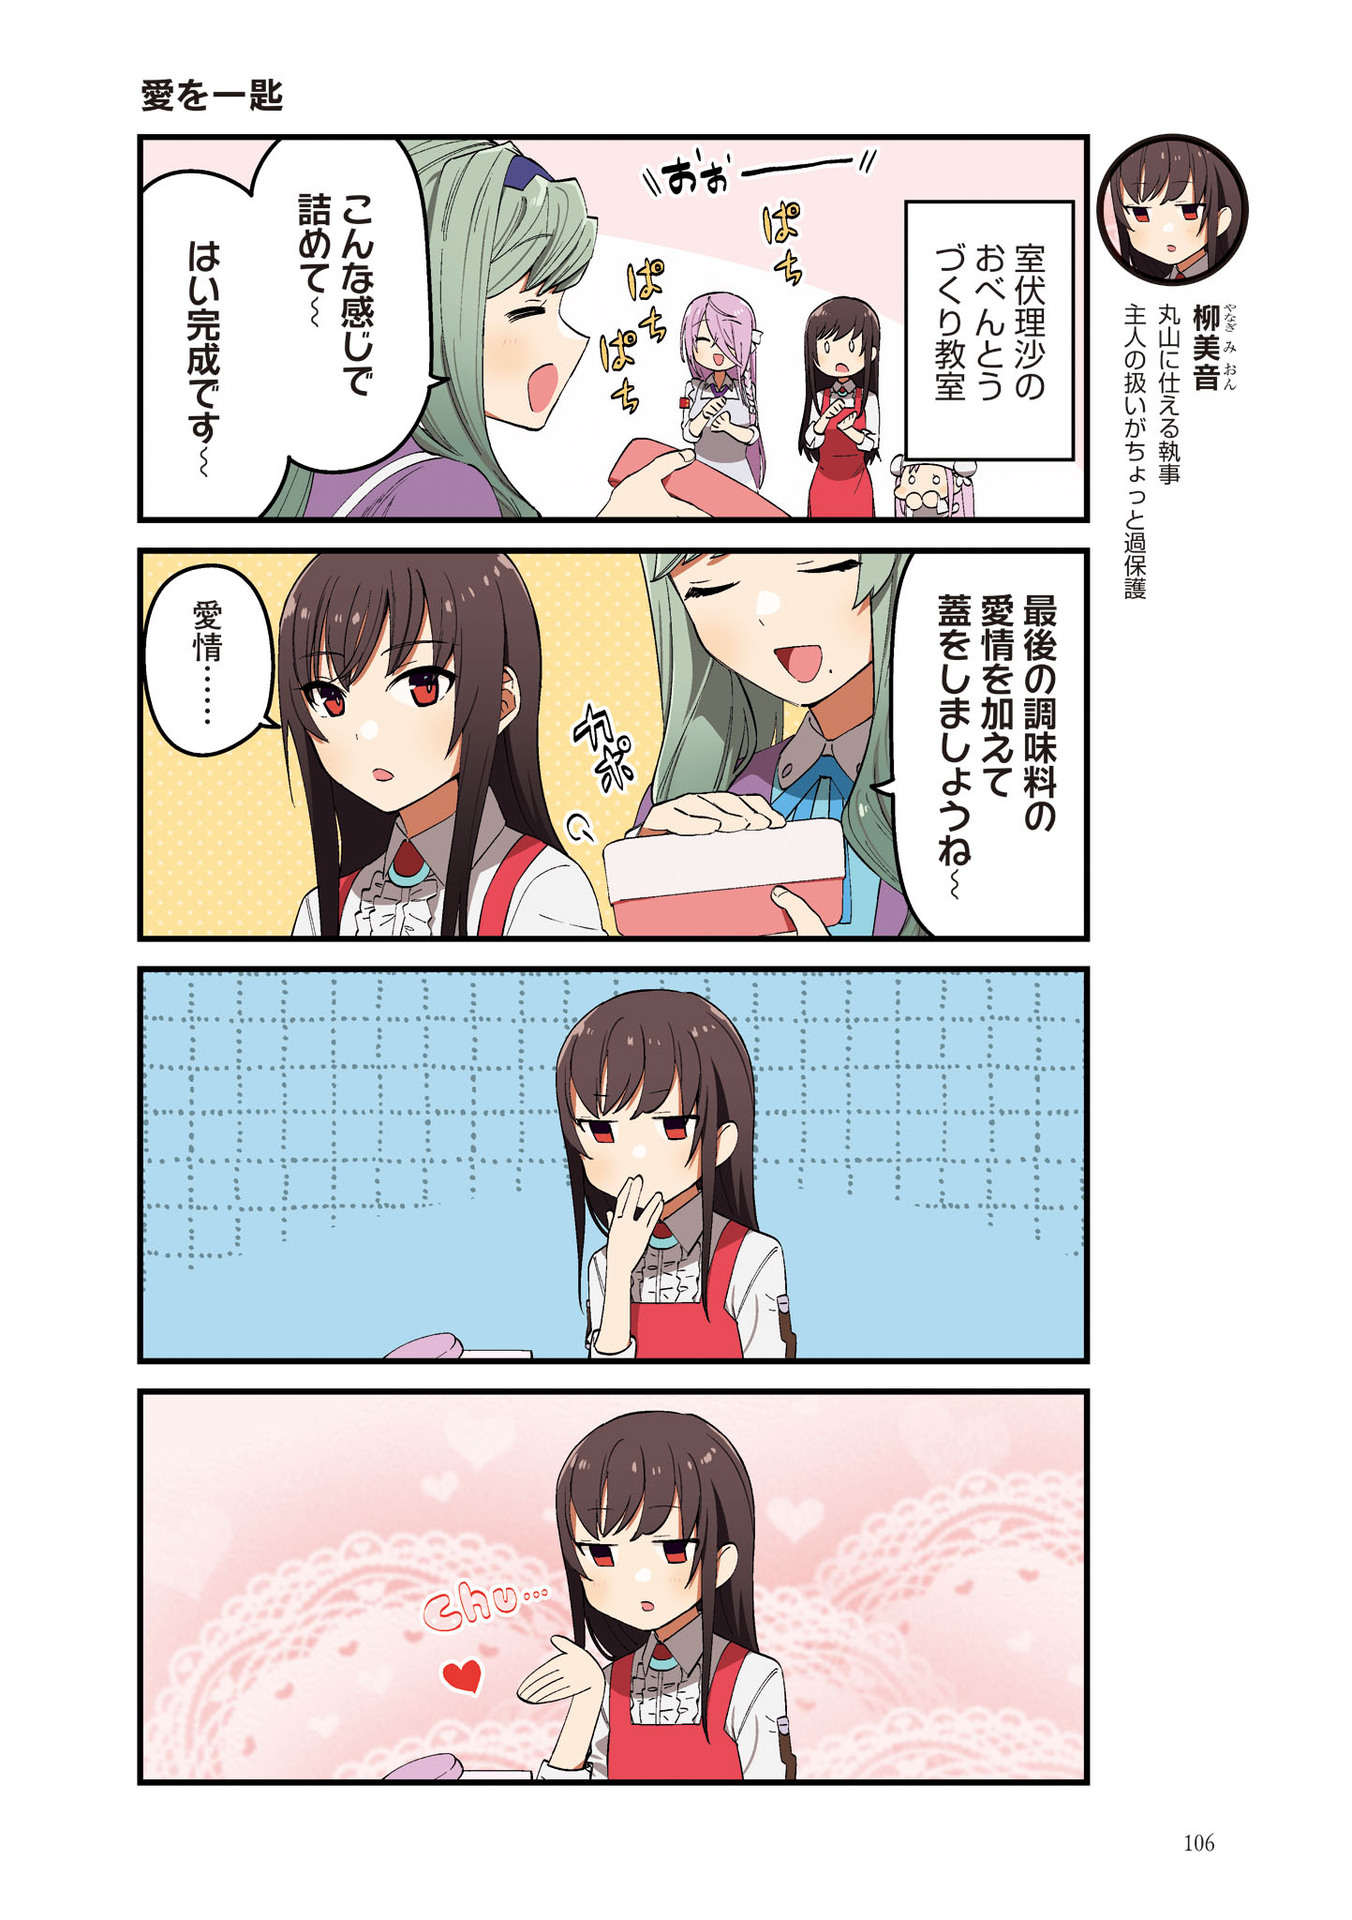 愛を一匙
柳美音
やなぎ み おん
丸山に仕える執事
主人の扱いがちょっと過保護
室伏理沙の
おべんとう
づくり教室
おぉーーー
ぱち
ぱち
ぱち
こんな感じで
詰めて〜
はい完成です〜
最後の調味料の
愛情を加えて
蓋をしましょうね〜
カポ
愛情……
chu…
106